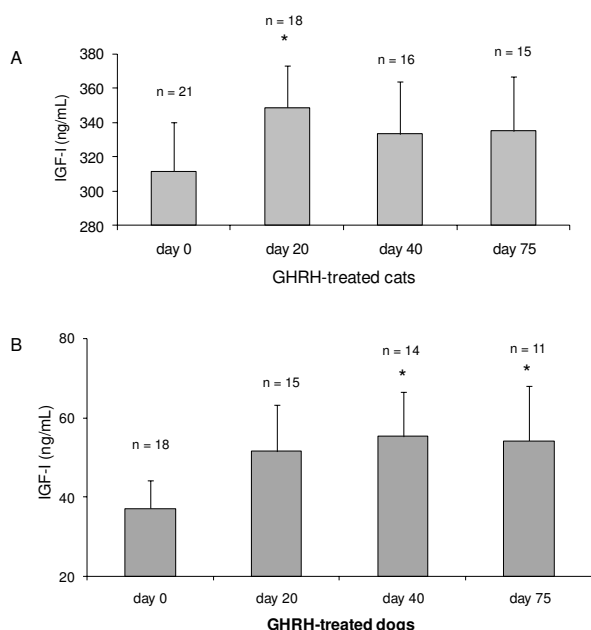 A
IGF-I (ng/mL)
380
360
340
320
300
280
n = 21
n = 18
*
n = 16
n = 15
day 0 day 20 day 40 day 75
GHRH-treated cats
B
IGF-I (ng/mL)
80
60
40
20
n = 18
n = 15
n = 14
*
n = 11
*
day 0 day 20 day 40 day 75
GHRH-treated dogs